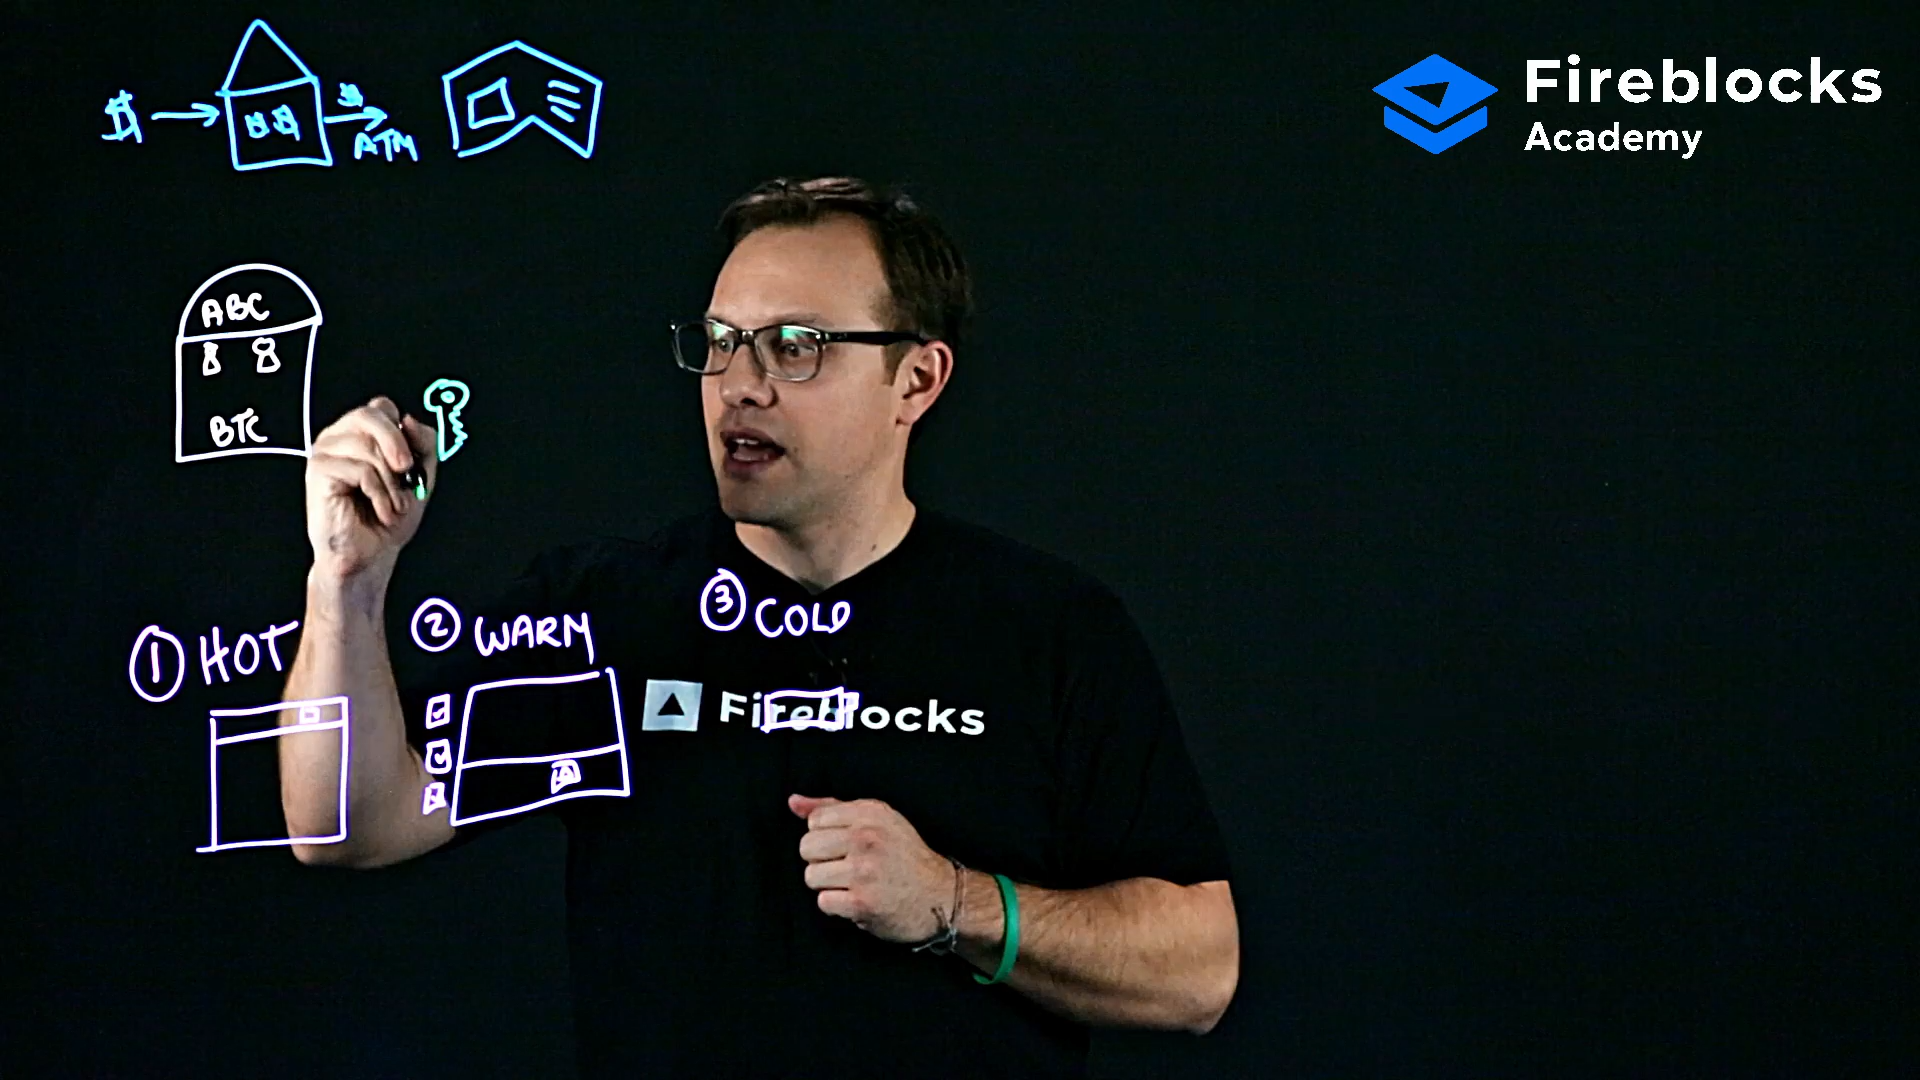 $
$
ATM
Fireblocks
Academy
ABC
BTC
1 HOT
2 WARM
3 COLD
Fireblocks